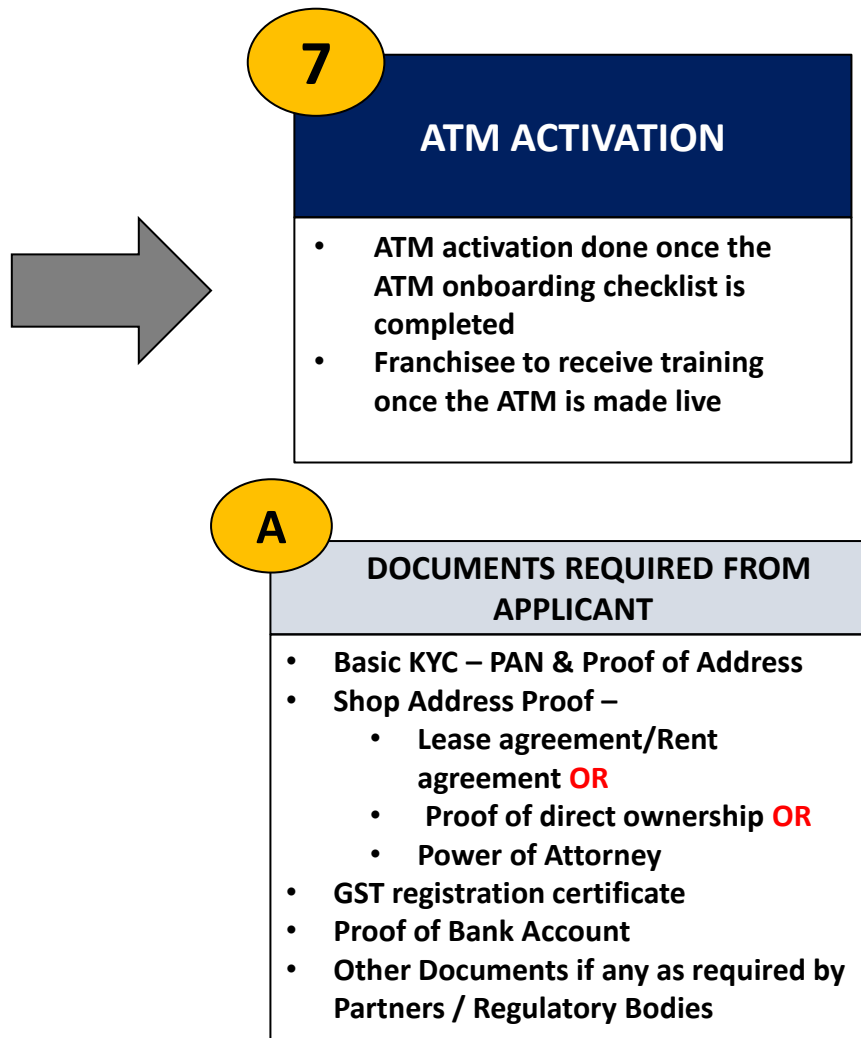 7
ATM ACTIVATION
• ATM activation done once the
ATM onboarding checklist is
completed
• Franchisee to receive training
once the ATM is made live
A
DOCUMENTS REQUIRED FROM
APPLICANT
• Basic KYC – PAN & Proof of Address
• Shop Address Proof –
• Lease agreement/Rent
agreement OR
• Proof of direct ownership OR
• Power of Attorney
• GST registration certificate
• Proof of Bank Account
• Other Documents if any as required by
Partners / Regulatory Bodies